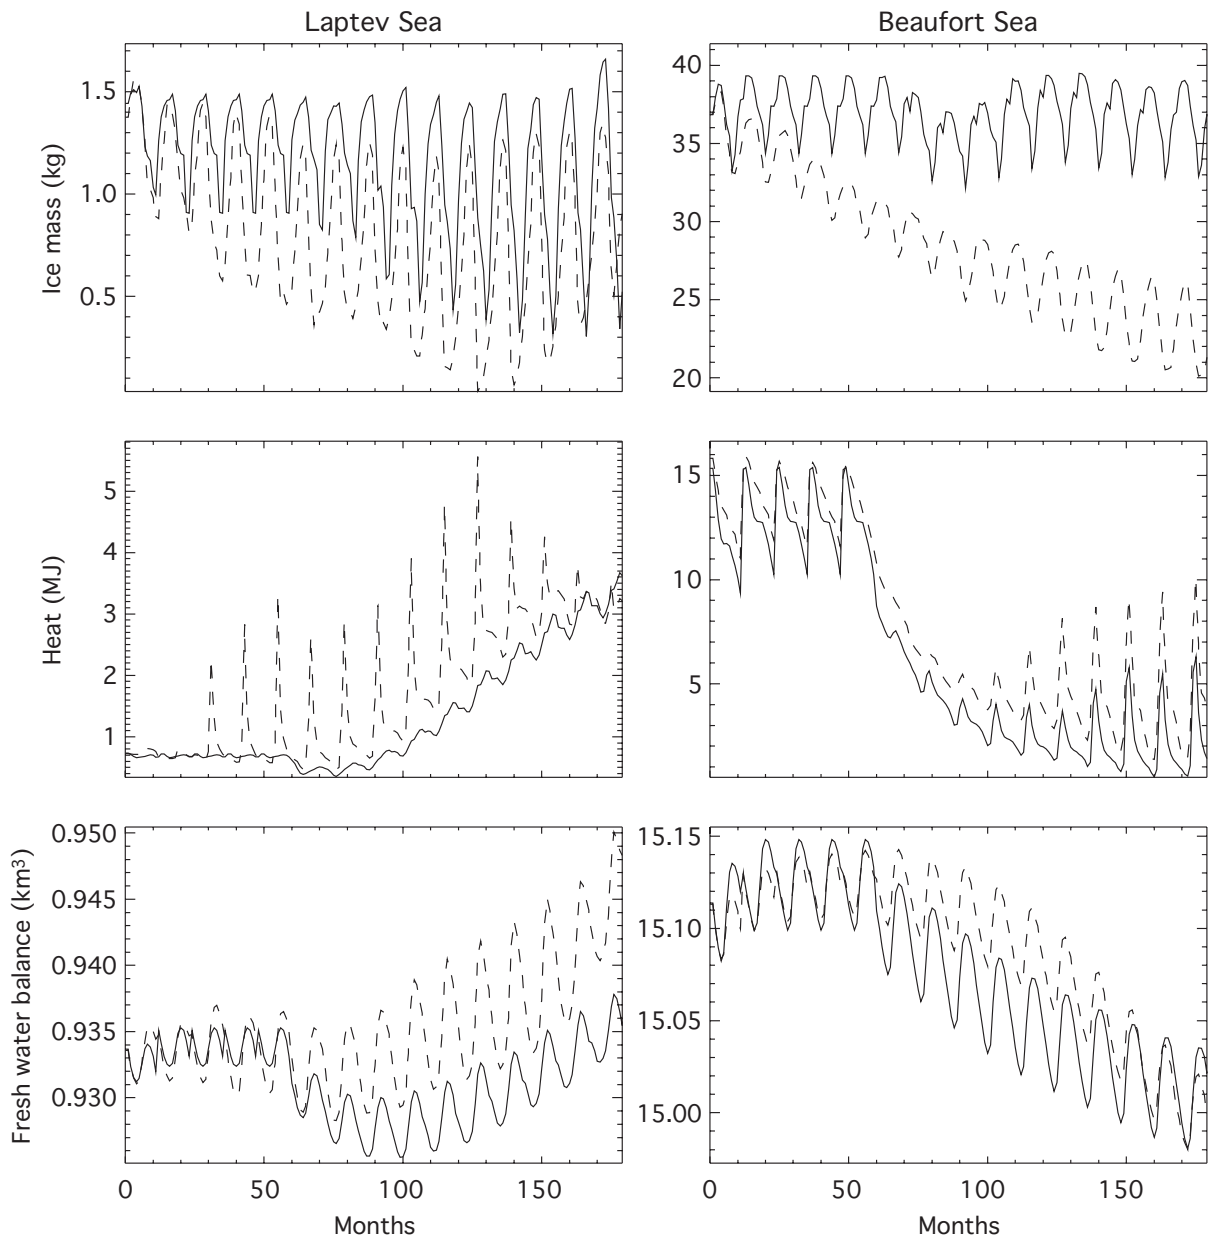 Laptev Sea
Beaufort Sea
Ice mass (kg)
1.5
1.0
0.5
40
35
30
25
20
Heat (MJ)
5
4
3
2
1
15
10
5
Fresh water balance (km³)
0.950
0.945
0.940
0.935
0.930
15.15
15.10
15.05
15.00
0 50 100 150
0 50 100 150
Months
Months